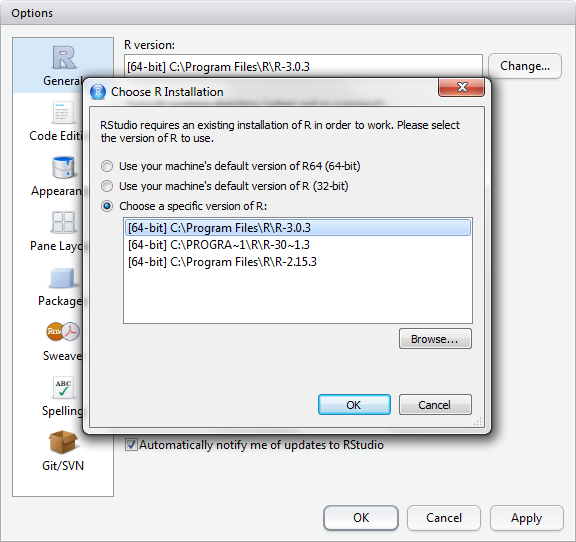 Options
R version:
[64-bit] C:\Program Files\R\R-3.0.3
Change...
General
Code Editi
Appearan
Pane Layo
Package
Sweave
Spelling
Git/SVN
Choose R Installation
RStudio requires an existing installation of R in order to work. Please select
the version of R to use.
Use your machine's default version of R64 (64-bit)
Use your machine's default version of R (32-bit)
Choose a specific version of R:
[64-bit] C:\Program Files\R\R-3.0.3
[64-bit] C:\PROGRA~1\R\R-30~1.3
[64-bit] C:\Program Files\R\R-2.15.3
Browse...
OK
Cancel
Automatically notify me of updates to RStudio
OK
Cancel
Apply